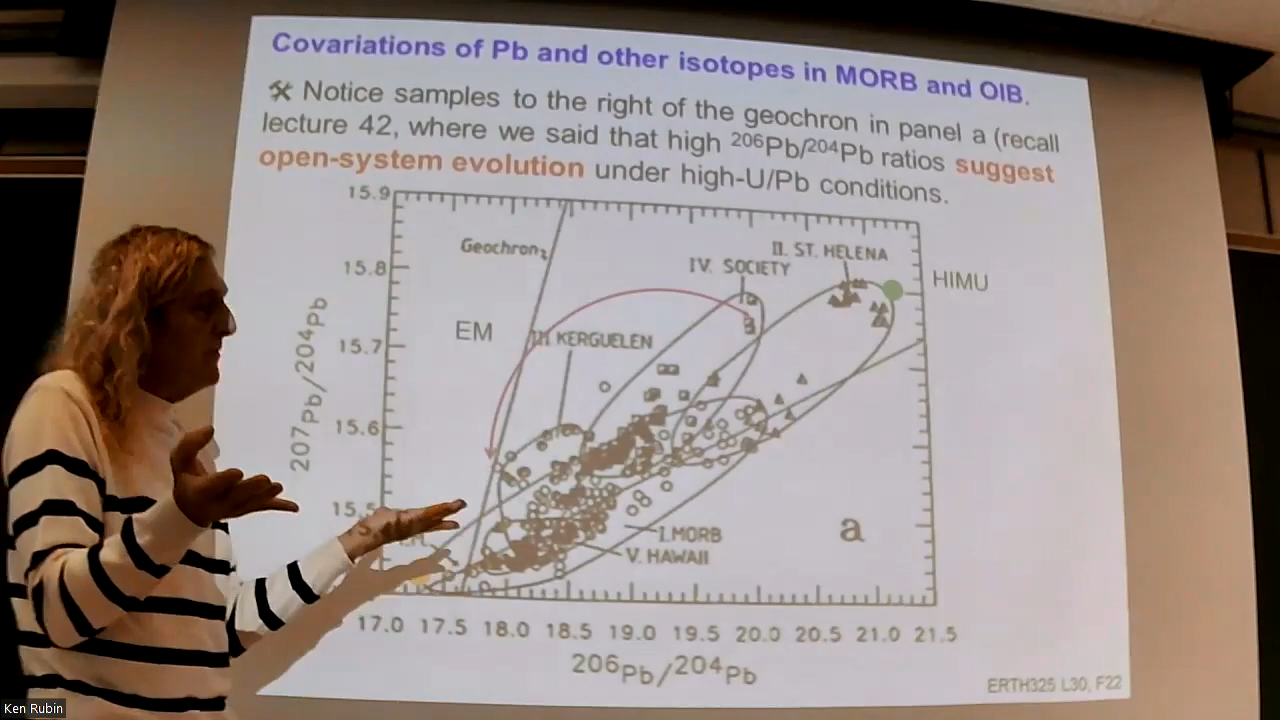 Covariations of Pb and other isotopes in MORB and OIB.
⚒ Notice samples to the right of the geochron in panel a (recall
lecture 42, where we said that high ²⁰⁶Pb/²⁰⁴Pb ratios suggest
open-system evolution under high-U/Pb conditions.
15.9
Geochron
II. ST. HELENA
IV. SOCIETY
15.8
HIMU
EM
III KERGUELEN
15.7
15.6
207Pb/204Pb
15.5
I.MORB
a
V. HAWAII
17.0 17.5 18.0 18.5 19.0 19.5 20.0 20.5 21.0 21.5
206Pb/204Pb
ERTH325 L30, F22
Ken Rubin